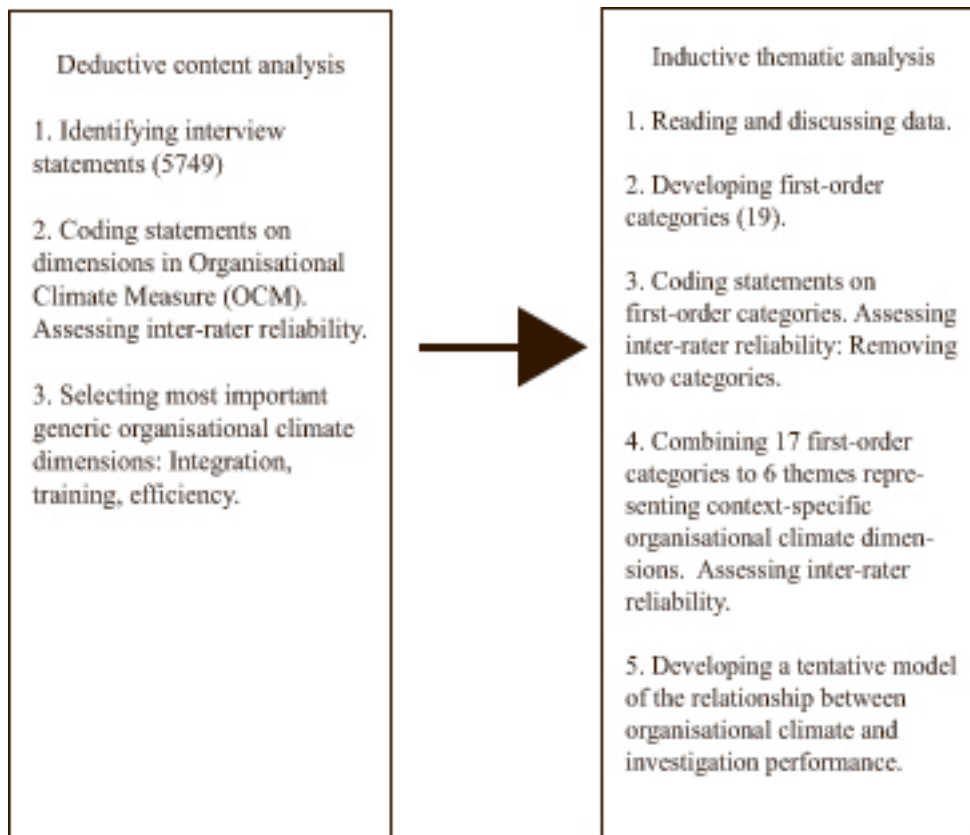 Deductive content analysis
1. Identifying interview
statements (5749)
2. Coding statements on
dimensions in Organisational
Climate Measure (OCM).
Assessing inter-rater reliability.
3. Selecting most important
generic organisational climate
dimensions: Integration,
training, efficiency.
Inductive thematic analysis
1. Reading and discussing data.
2. Developing first-order
categories (19).
3. Coding statements on
first-order categories. Assessing
inter-rater reliability: Removing
two categories.
4. Combining 17 first-order
categories to 6 themes repre-
senting context-specific
organisational climate dimen-
sions. Assessing inter-rater
reliability.
5. Developing a tentative model
of the relationship between
organisational climate and
investigation performance.